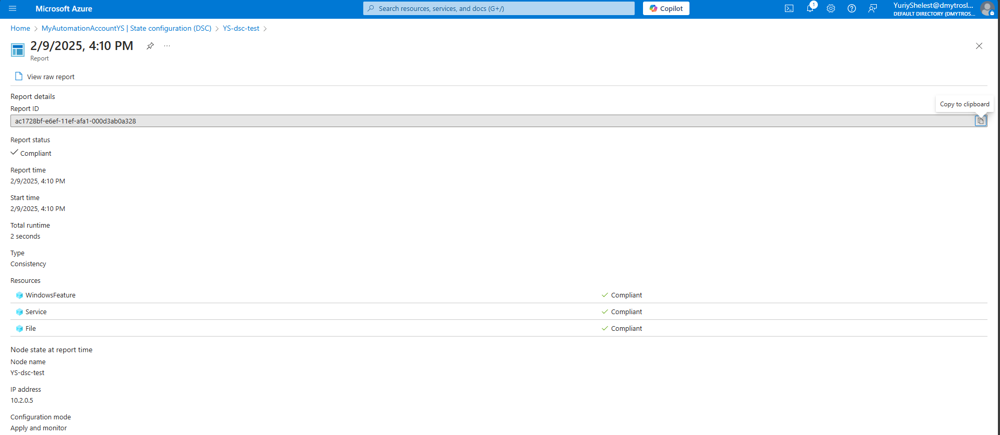 Microsoft Azure
Search resources, services, and docs (G+/)
Copilot
1
YuriyShelest@dmytrosl...
DEFAULT DIRECTORY (DMYTROS...
Home > MyAutomationAccountYS | State configuration (DSC) > YS-dsc-test >
2/9/2025, 4:10 PM
...
Report
View raw report
Report details
Copy to clipboard
Report ID
ac1728bf-e6ef-11ef-afa1-000d3ab0a328
Report status
Compliant
Report time
2/9/2025, 4:10 PM
Start time
2/9/2025, 4:10 PM
Total runtime
2 seconds
Type
Consistency
Resources
WindowsFeature Compliant
Service Compliant
File Compliant
Node state at report time
Node name
YS-dsc-test
IP address
10.2.0.5
Configuration mode
Apply and monitor